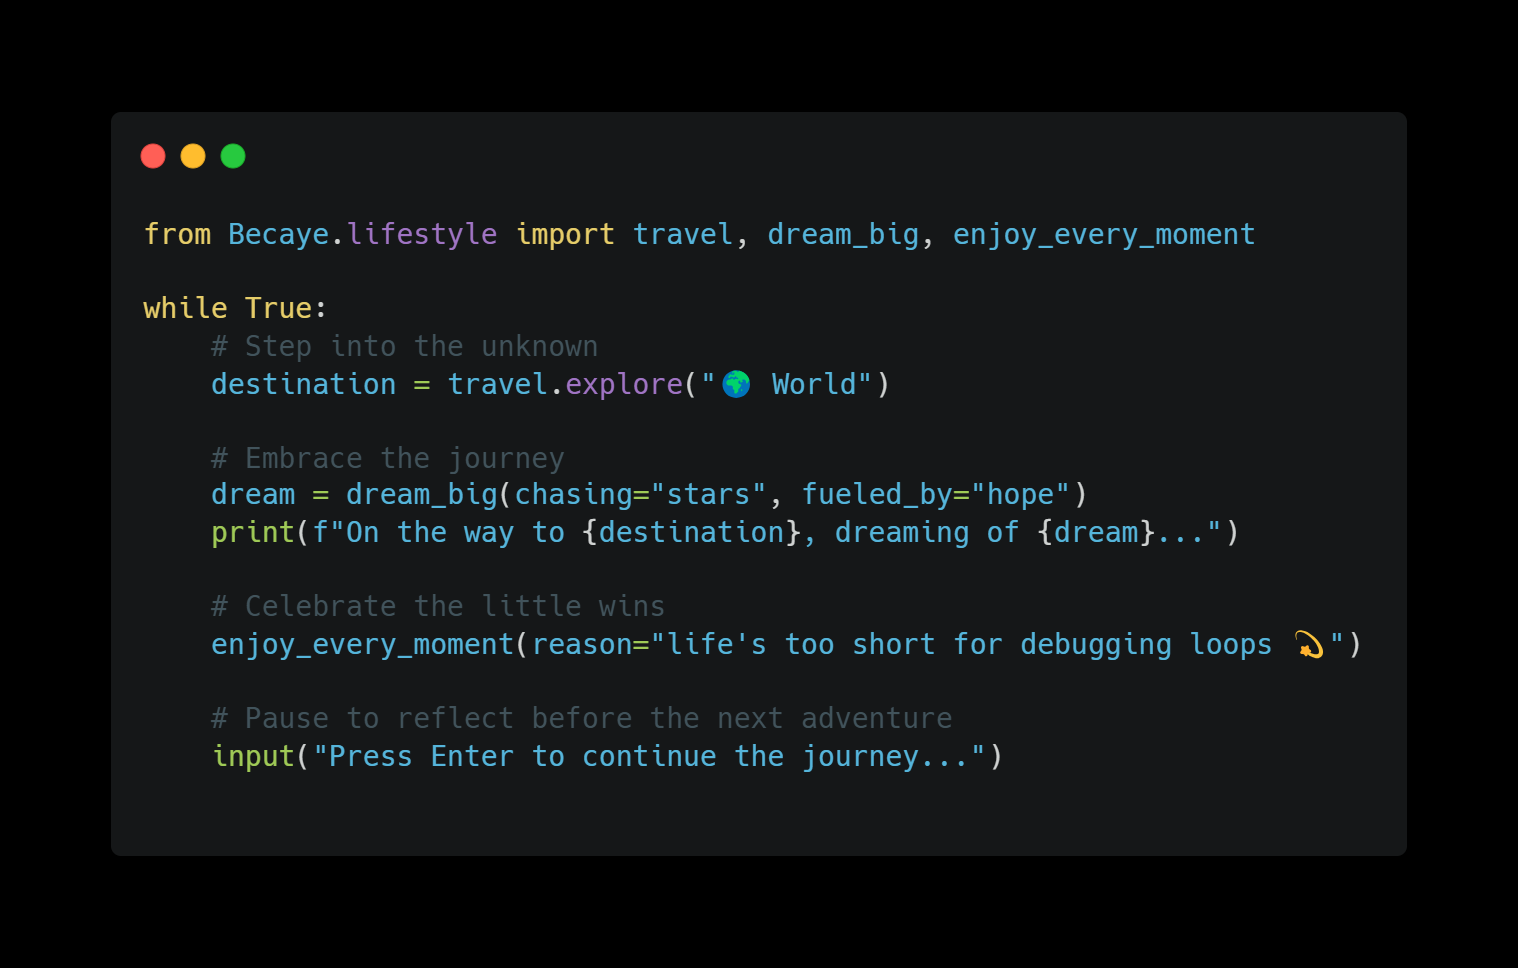 from Becaye.lifestyle import travel, dream_big, enjoy_every_moment
while True:
# Step into the unknown
destination = travel.explore("🌍 World")
# Embrace the journey
dream = dream_big(chasing="stars", fueled_by="hope")
print(f"On the way to {destination}, dreaming of {dream}...")
# Celebrate the little wins
enjoy_every_moment(reason="life's too short for debugging loops 💫")
# Pause to reflect before the next adventure
input("Press Enter to continue the journey...")